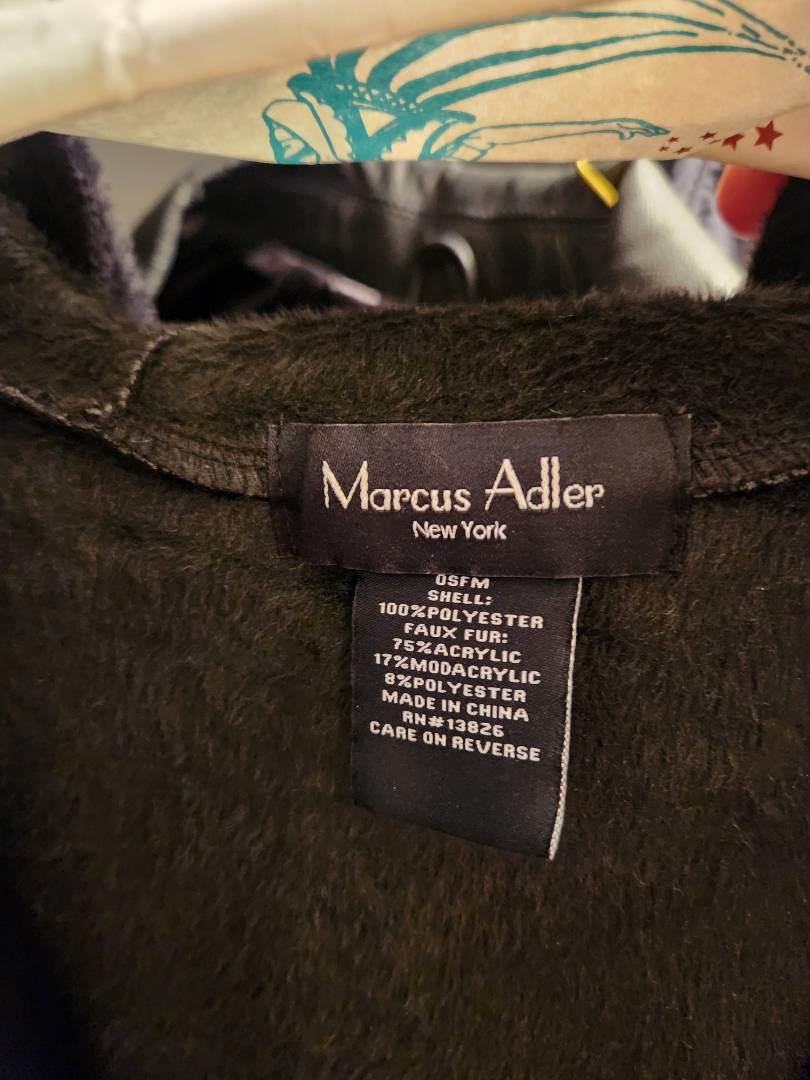 Marcus Adler
New York
OSFM
SHELL:
100%POLYESTER
FAUX FUR:
75%ACRYLIC
17%MODACRYLIC
8%POLYESTER
MADE IN CHINA
RN#13826
CARE ON REVERSE